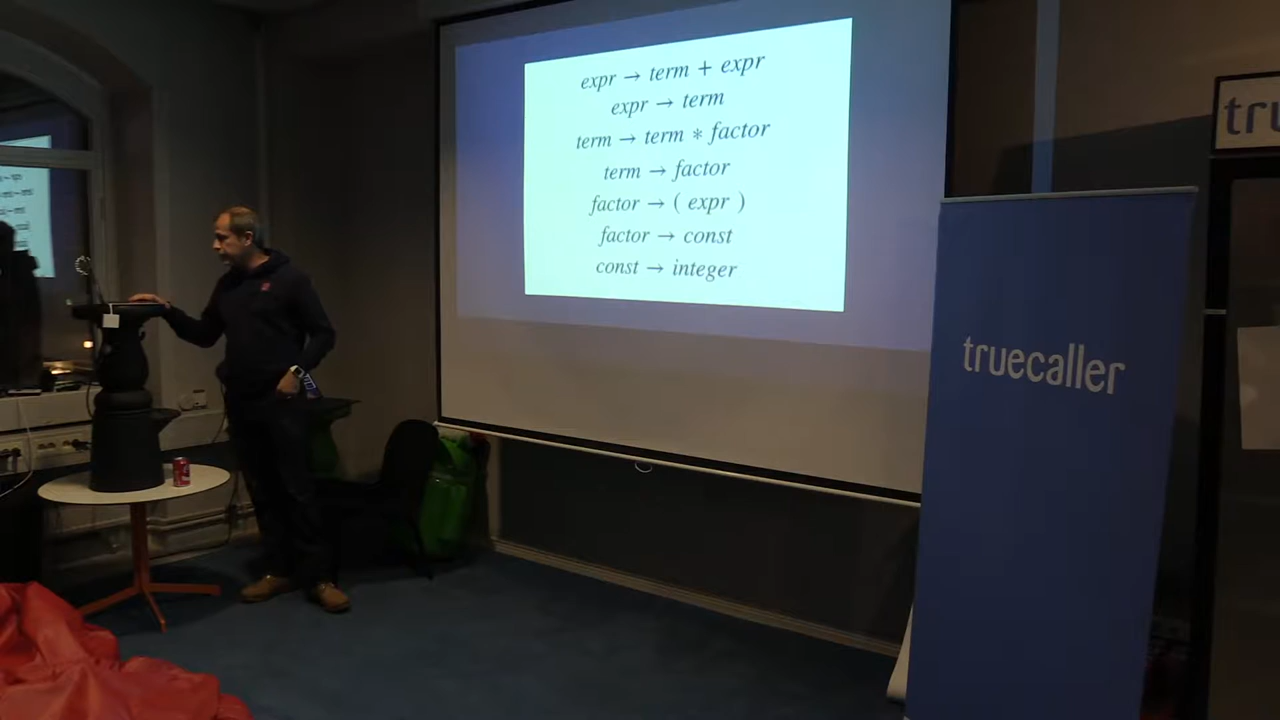 expr → term + expr
expr → term
term → term * factor
term → factor
factor → ( expr )
factor → const
const → integer
tru
truecaller